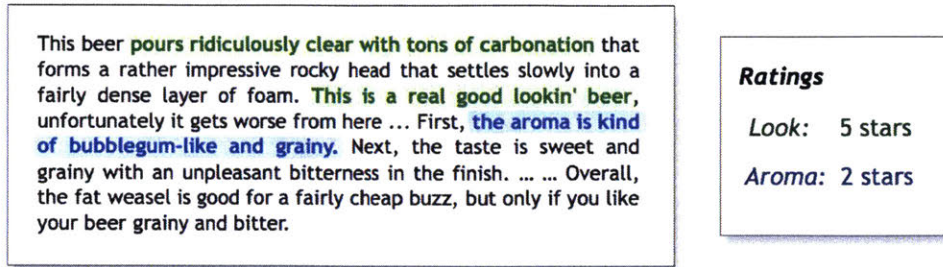 This beer pours ridiculously clear with tons of carbonation that
forms a rather impressive rocky head that settles slowly into a
fairly dense layer of foam. This is a real good lookin' beer,
unfortunately it gets worse from here ... First, the aroma is kind
of bubblegum-like and grainy. Next, the taste is sweet and
grainy with an unpleasant bitterness in the finish. ... ... Overall,
the fat weasel is good for a fairly cheap buzz, but only if you like
your beer grainy and bitter.
Ratings
Look: 5 stars
Aroma: 2 stars